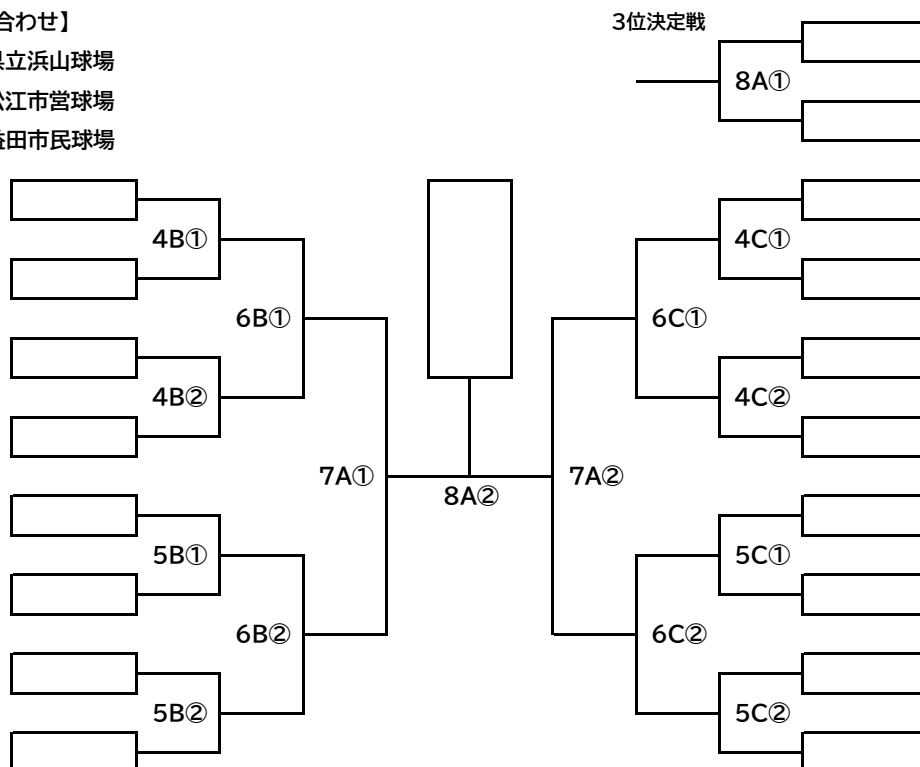 合わせ】
県立浜山球場
松江市営球場
益田市民球場
3位決定戦
8A①
4B①
6B①
4B②
7A①
5B①
6B②
5B②
8A②
4C①
6C①
4C②
7A②
5C①
6C②
5C②